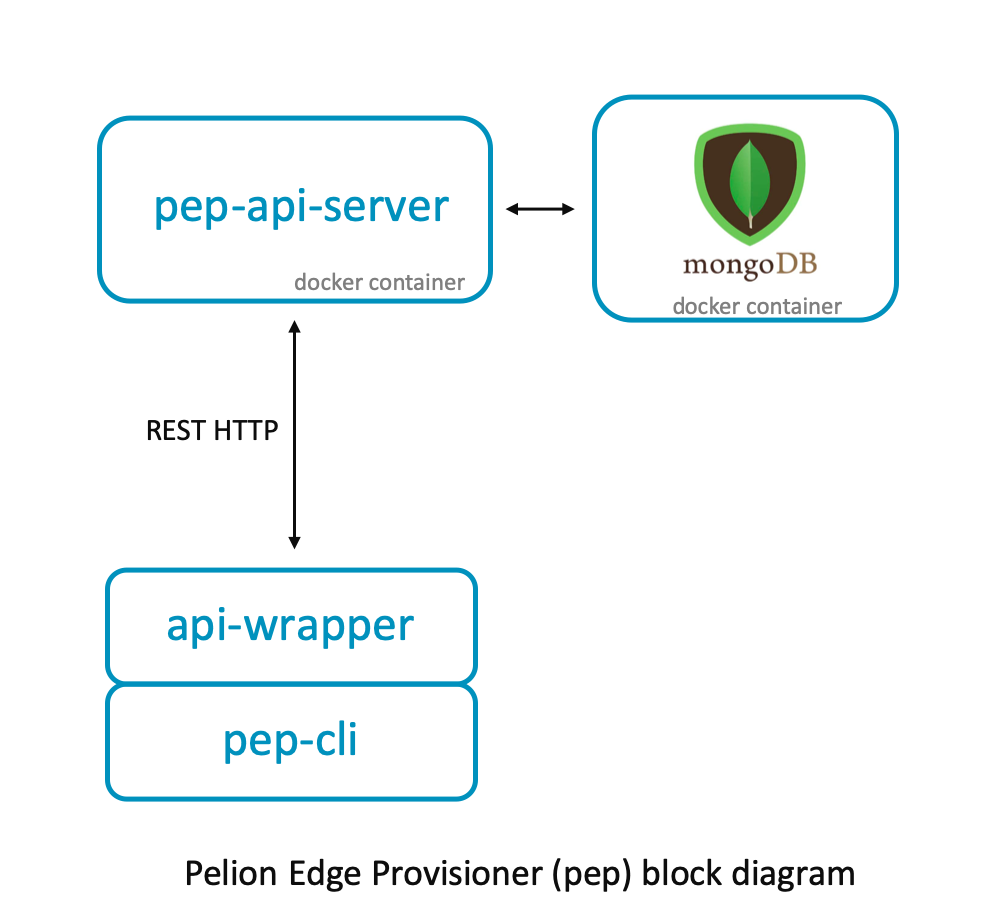 pep-api-server
docker container
mongoDB
docker container
REST HTTP
api-wrapper
pep-cli
Pelion Edge Provisioner (pep) block diagram